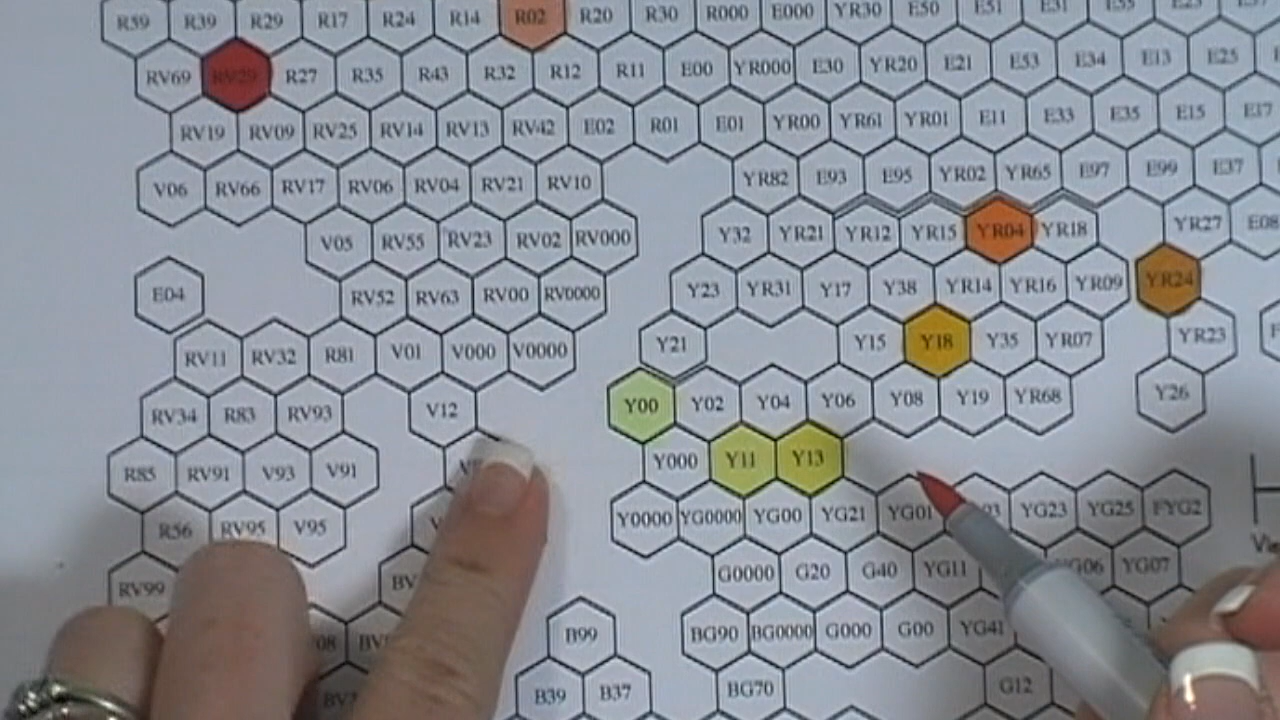 R59 R39 R29 R17 R24 R14 R02 R20 R30 R000 E000 YR30 E50 E51 E31
RV69 RV29 R27 R35 R43 R32 R12 R11 E00 YR000 E30 YR20 E21 E53 E34 E13 E25
RV19 RV09 RV25 RV14 RV13 RV42 E02 R01 E01 YR00 YR61 YR01 E11 E33 E35 E15 E17
V06 RV66 RV17 RV06 RV04 RV21 RV10 YR82 E93 E95 YR02 YR65 E97 E99 E37
V05 RV55 RV23 RV02 RV000 Y32 YR21 YR12 YR15 YR04 YR18 YR27 E08
E04 RV52 RV63 RV00 RV0000 Y23 YR31 Y17 Y38 YR14 YR16 YR09 YR24
RV11 RV32 R81 V01 V000 V0000 Y21 Y15 Y18 Y35 YR07 YR23
RV34 R83 RV93 V12 Y00 Y02 Y04 Y06 Y08 Y19 YR68 Y26
R85 RV91 V93 V91 Y000 Y11 Y13
R56 RV95 V95 Y0000 YG0000 YG00 YG21 YG01 YG23 YG25 FYG2
RV99 BV G0000 G20 G40 YG11 YG07
B99 BG90 BG0000 G000 G00 YG41
B39 B37 BG70 G12